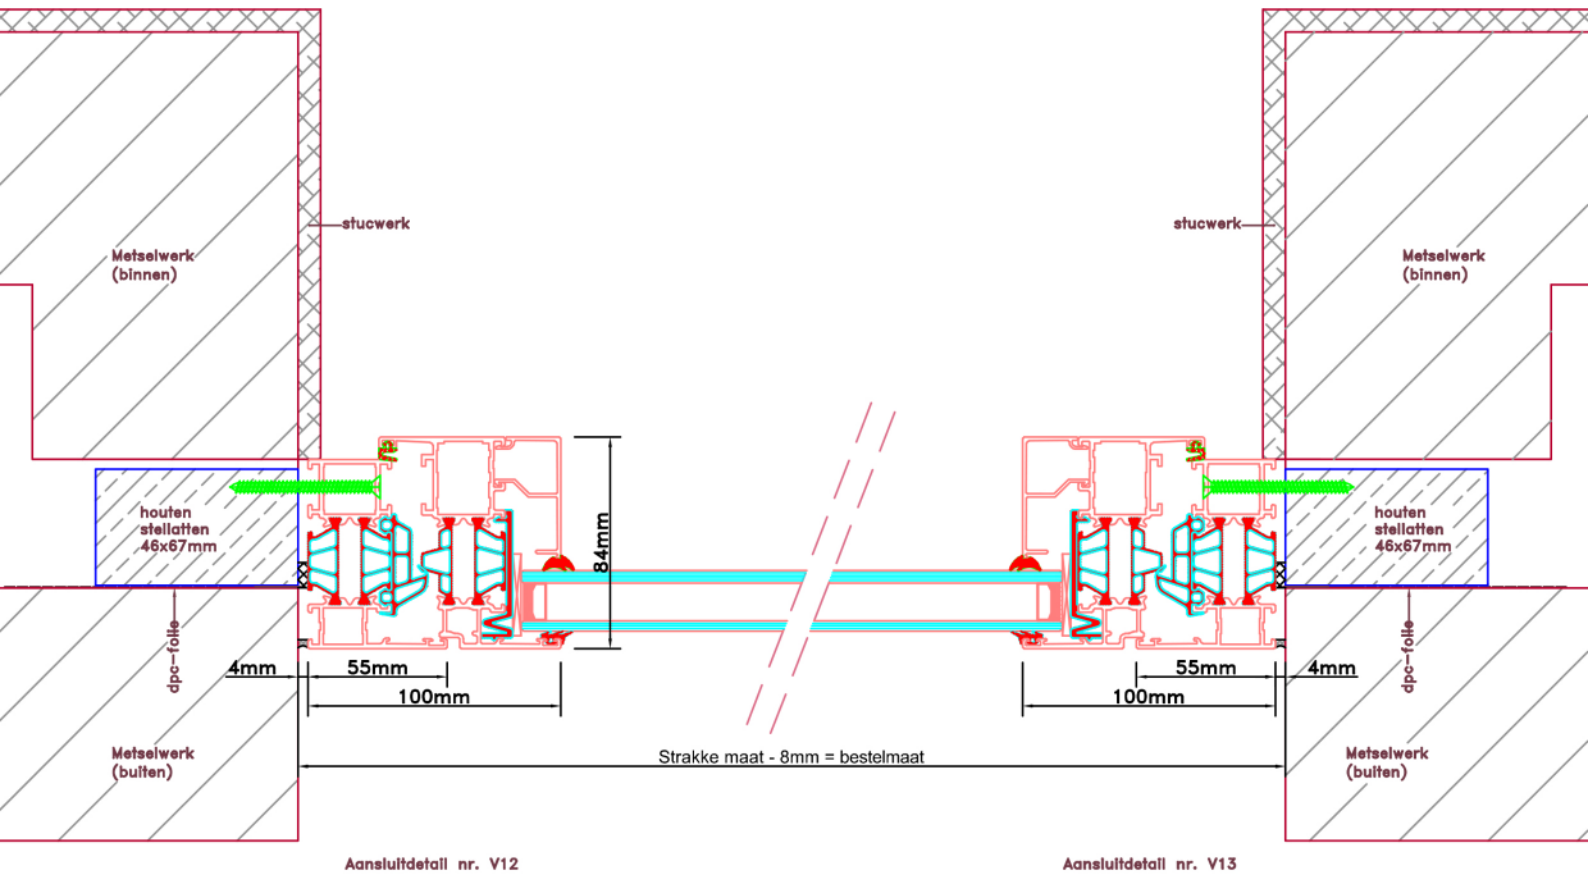 stucwerk
stucwerk
Metselwerk
(binnen)
Metselwerk
(binnen)
houten
stellatten
46x67mm
84mm
houten
stellatten
46x67mm
dpc-folie
dpc-folie
4mm
55mm
55mm
4mm
100mm
100mm
Metselwerk
(buiten)
Strakke maat - 8mm = bestelmaat
Metselwerk
(buiten)
Aansluitdetail nr. V12
Aansluitdetail nr. V13